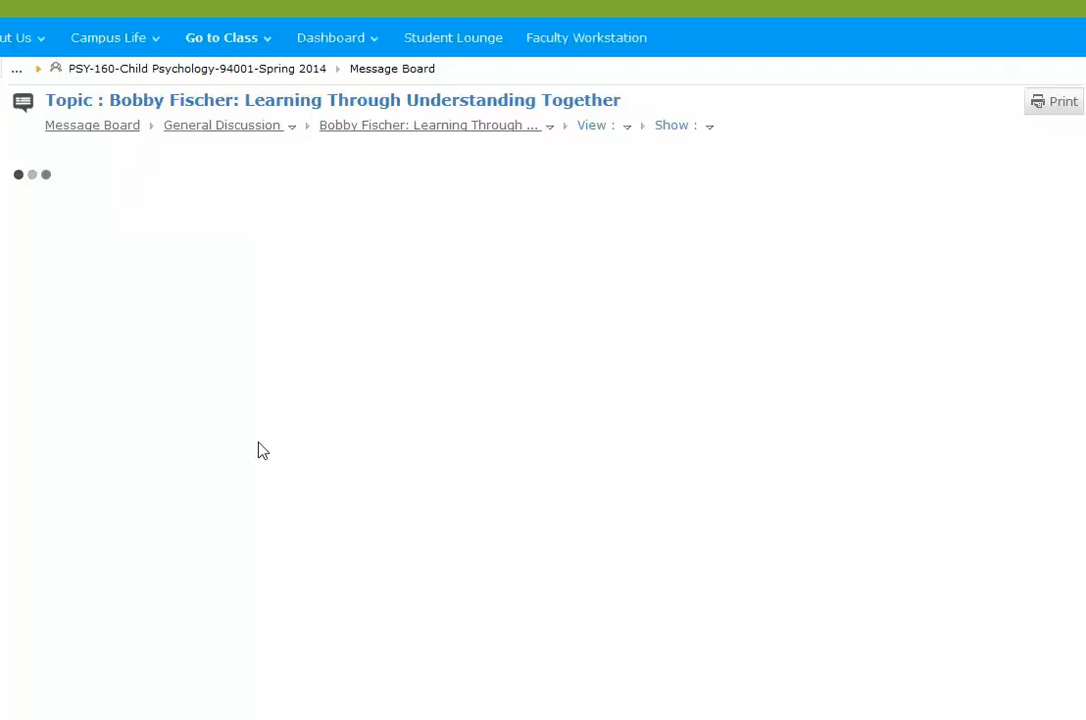 ut Us Campus Life Go to Class Dashboard Student Lounge Faculty Workstation
... PSY-160-Child Psychology-94001-Spring 2014 Message Board
Topic : Bobby Fischer: Learning Through Understanding Together
Print
Message Board General Discussion Bobby Fischer: Learning Through ... View : Show :